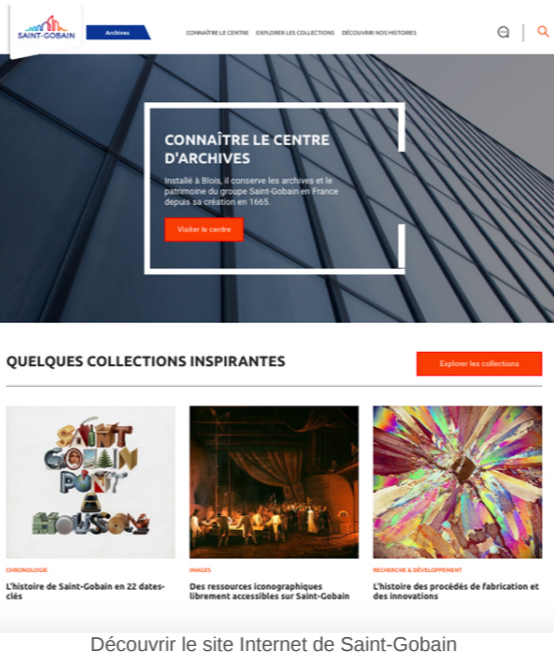 SAINT-GOBAIN
Archives
CONNAÎTRE LE CENTRE
EXPLORER LES COLLECTIONS
DÉCOUVRIR NOS HISTOIRES
CONNAÎTRE LE CENTRE
D'ARCHIVES
Installé à Blois, il conserve les archives et le
patrimoine du groupe Saint-Gobain en France
depuis sa création en 1665.
Visiter le centre
QUELQUES COLLECTIONS INSPIRANTES
Explorer les collections
SAINT
GOBAIN
PONT
A
MOUSSON
CHRONOLOGIE
L'histoire de Saint-Gobain en 22 dates-
clés
IMAGES
Des ressources iconographiques
librement accessibles sur Saint-Gobain
RECHERCHE & DÉVELOPPEMENT
L'histoire des procédés de fabrication et
des innovations
Découvrir le site Internet de Saint-Gobain